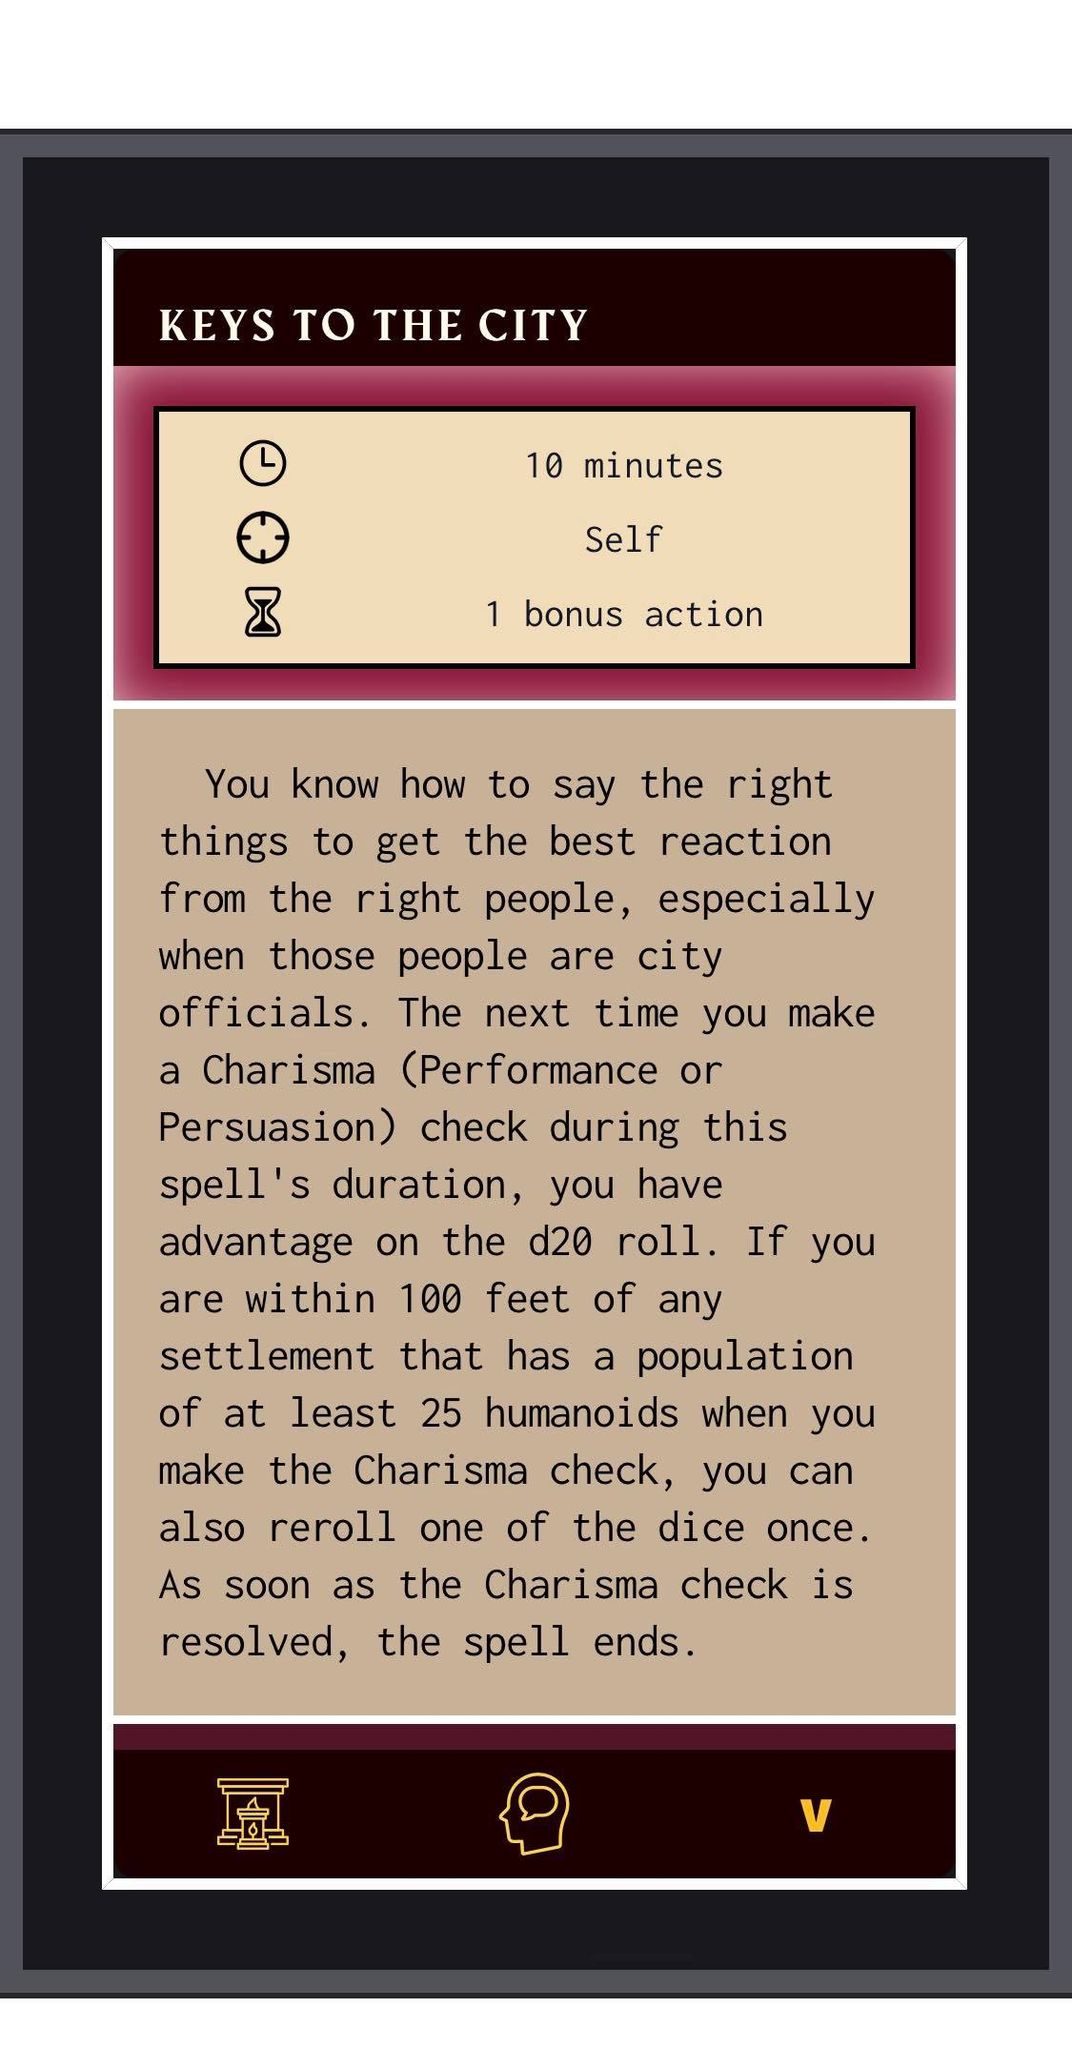 KEYS TO THE CITY
10 minutes
Self
1 bonus action
You know how to say the right
things to get the best reaction
from the right people, especially
when those people are city
officials. The next time you make
a Charisma (Performance or
Persuasion) check during this
spell's duration, you have
advantage on the d20 roll. If you
are within 100 feet of any
settlement that has a population
of at least 25 humanoids when you
make the Charisma check, you can
also reroll one of the dice once.
As soon as the Charisma check is
resolved, the spell ends.
V